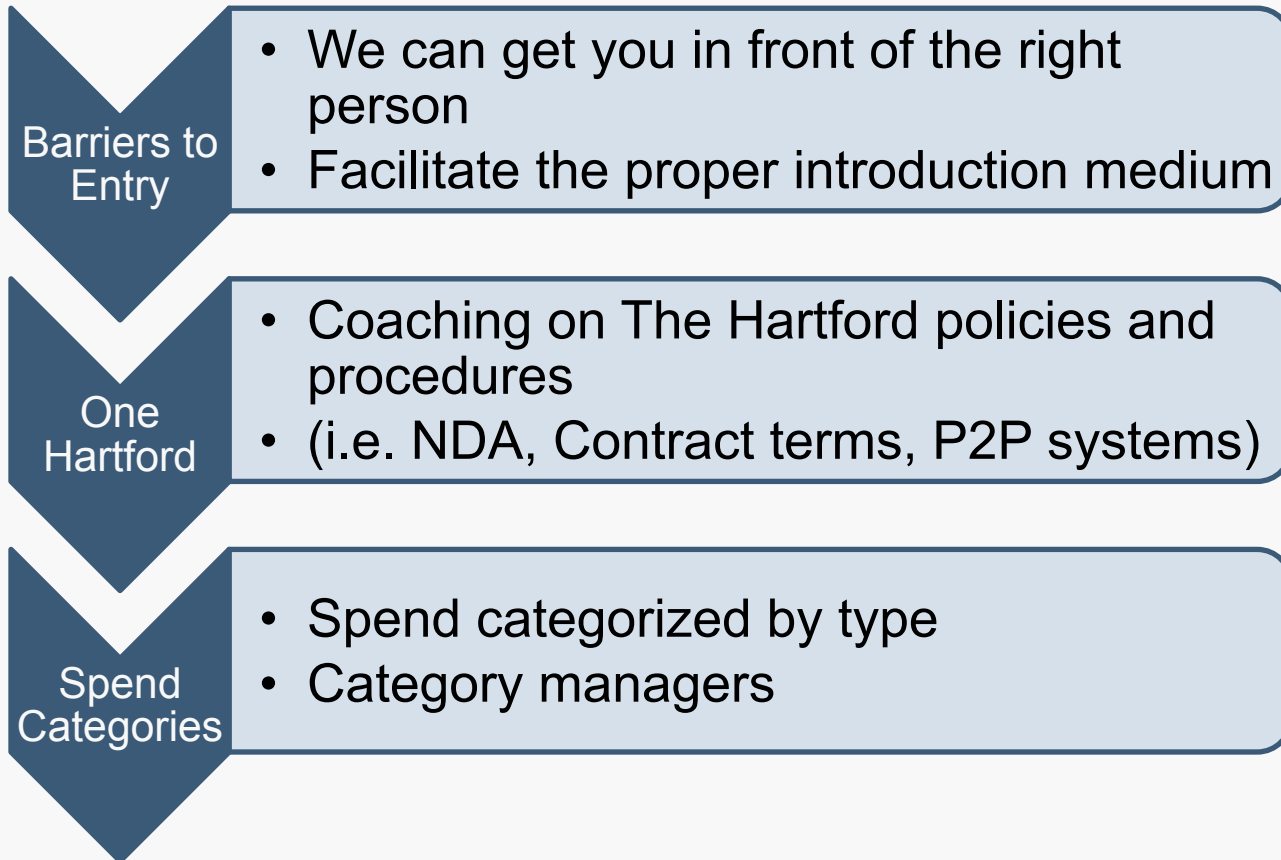 Barriers to
Entry
• We can get you in front of the right
person
• Facilitate the proper introduction medium
One
Hartford
• Coaching on The Hartford policies and
procedures
• (i.e. NDA, Contract terms, P2P systems)
Spend
Categories
• Spend categorized by type
• Category managers